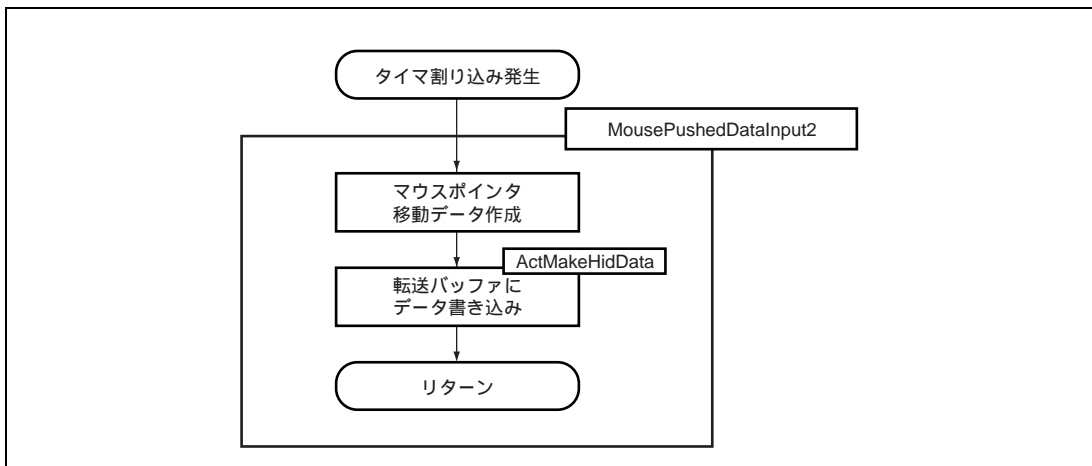 タイマ割り込み発生
MousePushedDataInput2
マウスポインタ
移動データ作成
ActMakeHidData
転送バッファに
データ書き込み
リターン